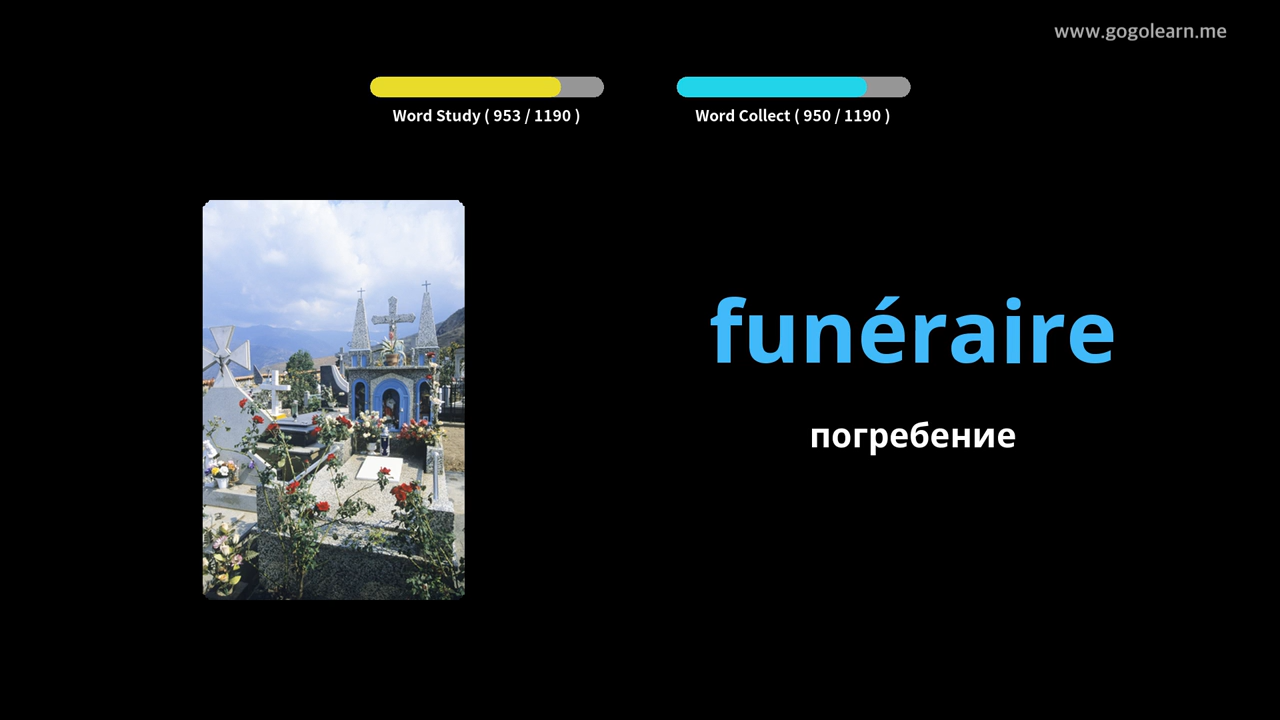 www.gogolearn.me
Word Study ( 953 / 1190 )
Word Collect ( 950 / 1190 )
funéraire
погребение